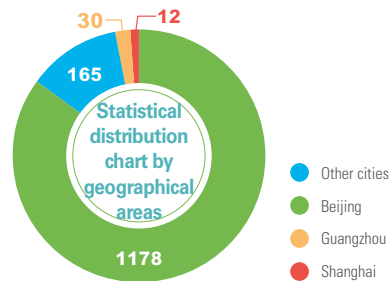 30
12
165
Statistical
distribution
chart by
geographical
areas
1178
Other cities
Beijing
Guangzhou
Shanghai